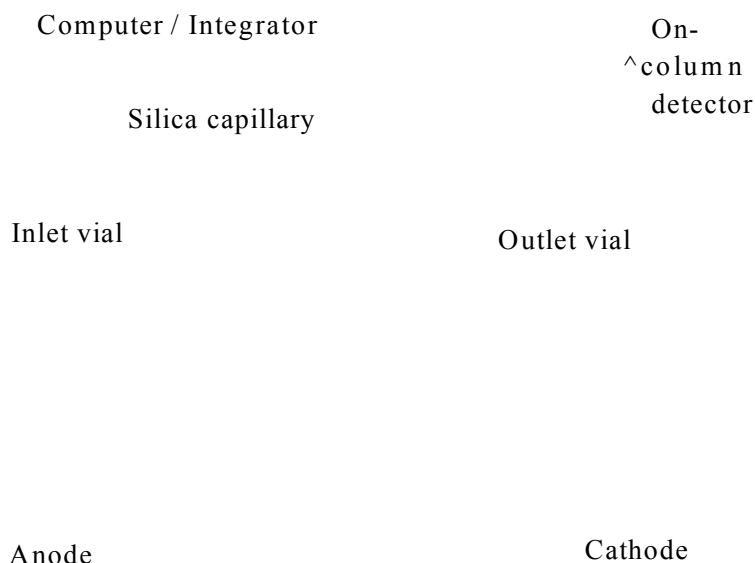 Computer / Integrator
On-
^column
detector
Silica capillary
Inlet vial
Outlet vial
Anode
Cathode